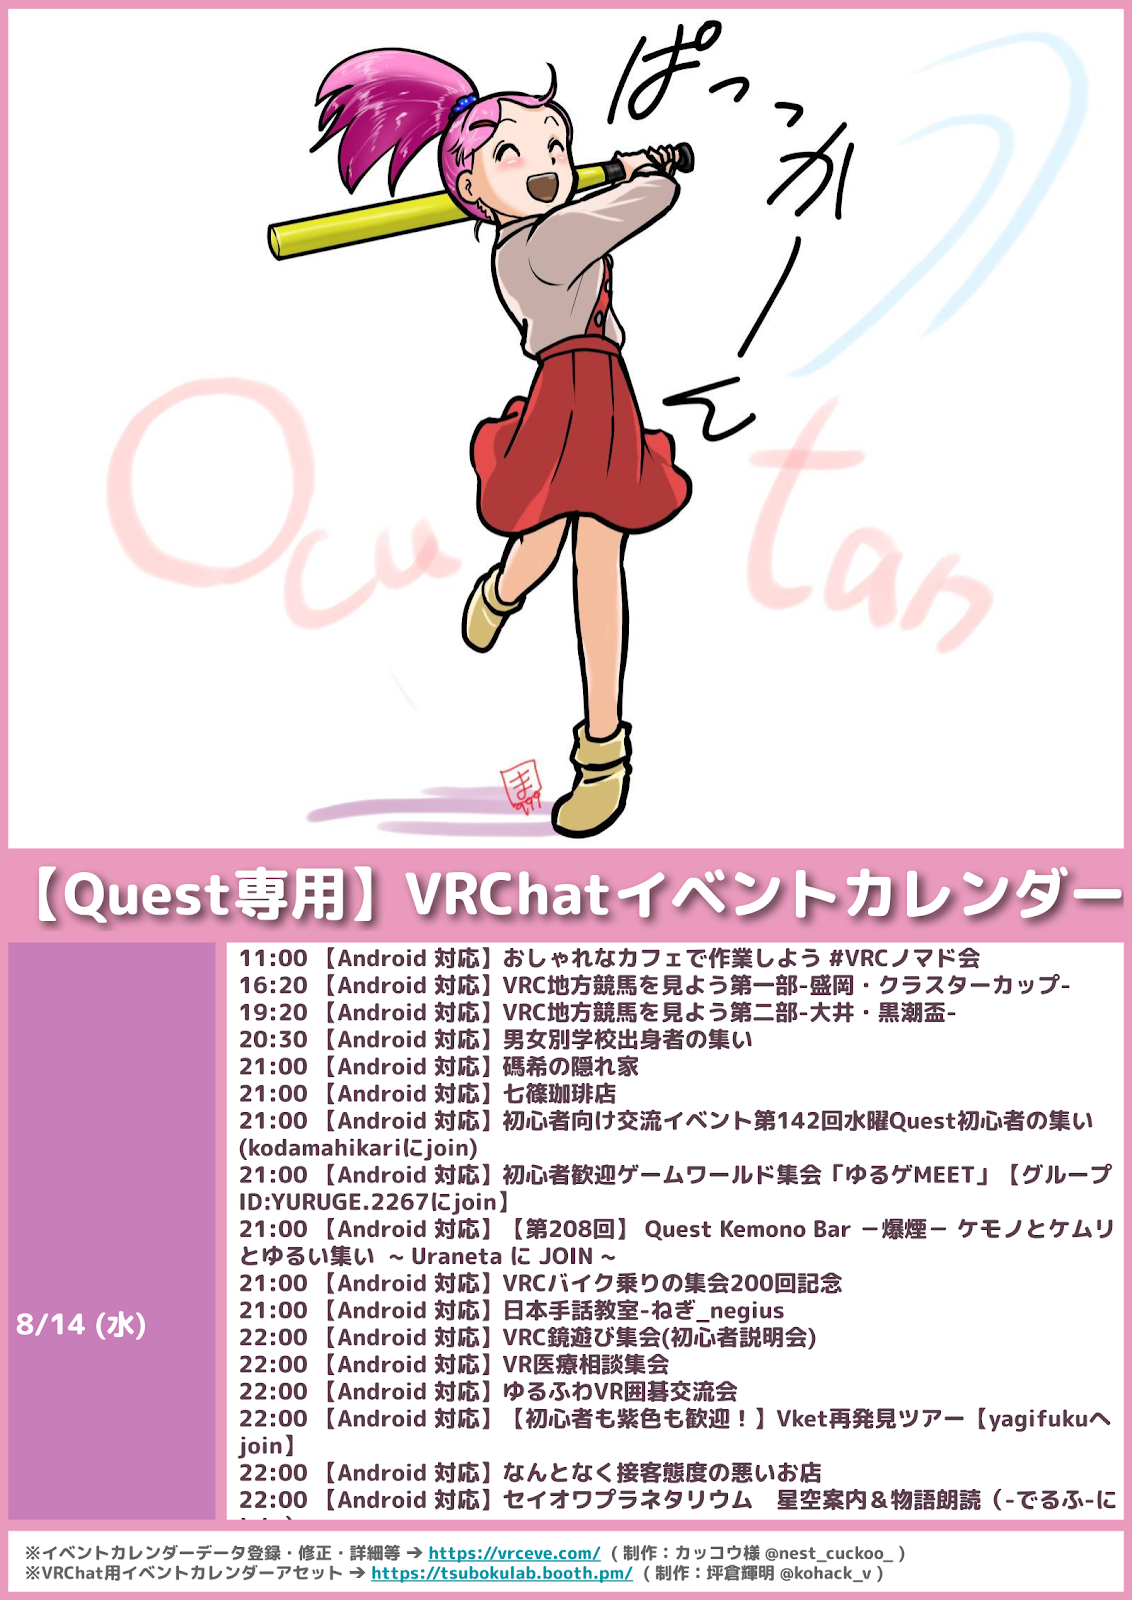 ぱっっかーん
Ocu tan
ま
999
【Quest専用】VRChatイベントカレンダー
8/14 (水)
11:00 【Android 対応】おしゃれなカフェで作業しよう #VRCノマド会
16:20 【Android 対応】VRC地方競馬を見よう第一部-盛岡・クラスターカップ-
19:20 【Android 対応】VRC地方競馬を見よう第二部-大井・黒潮盃-
20:30 【Android 対応】男女別学校出身者の集い
21:00 【Android 対応】碼希の隠れ家
21:00 【Android 対応】七篠珈琲店
21:00 【Android 対応】初心者向け交流イベント第142回水曜Quest初心者の集い
(kodamahikariにjoin)
21:00 【Android 対応】初心者歓迎ゲームワールド集会「ゆるゲMEET」【グループ
ID:YURUGE.2267にjoin】
21:00 【Android 対応】【第208回】 Quest Kemono Bar －爆煙－ ケモノとケムリ
とゆるい集い ～ Uraneta に JOIN ～
21:00 【Android 対応】VRCバイク乗りの集会200回記念
21:00 【Android 対応】日本手話教室-ねぎ_negius
22:00 【Android 対応】VRC鏡遊び集会(初心者説明会)
22:00 【Android 対応】VR医療相談集会
22:00 【Android 対応】ゆるふわVR囲碁交流会
22:00 【Android 対応】【初心者も紫色も歓迎！】Vket再発見ツアー【yagifukuへ
join】
22:00 【Android 対応】なんとなく接客態度の悪いお店
22:00 【Android 対応】セイオワプラネタリウム　星空案内＆物語朗読（-でるふ-に
※イベントカレンダーデータ登録・修正・詳細等 ➔ https://vrceve.com/ ( 制作：カッコウ様 @nest_cuckoo_ )
※VRChat用イベントカレンダーアセット ➔ https://tsubokulab.booth.pm/ ( 制作：坪倉輝明 @kohack_v )